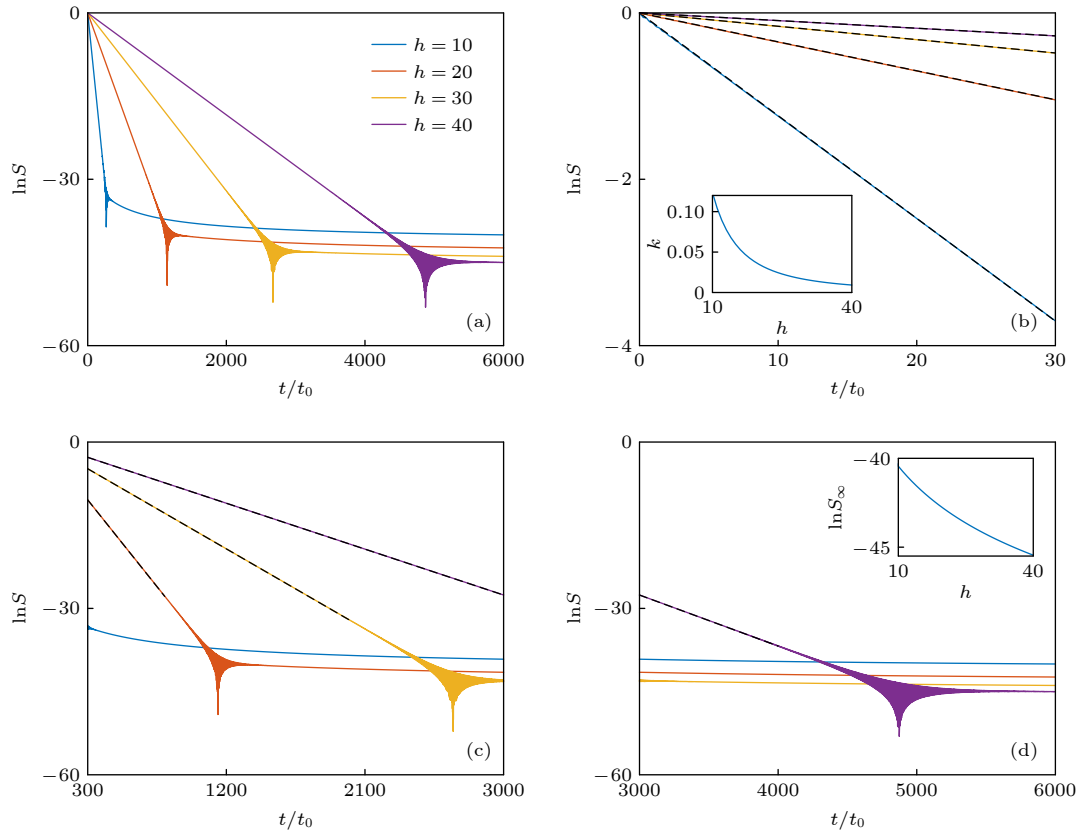 0
−30
−60
lnS
0
2000
4000
6000
t/t₀
h = 10
h = 20
h = 30
h = 40
(a)
0
−2
−4
lnS
0
10
20
30
t/t₀
0.10
0.05
0
k
10
40
h
(b)
0
−30
−60
lnS
300
1200
2100
3000
t/t₀
(c)
0
−30
−60
lnS
3000
4000
5000
6000
t/t₀
−40
−45
lnS∞
10
40
h
(d)